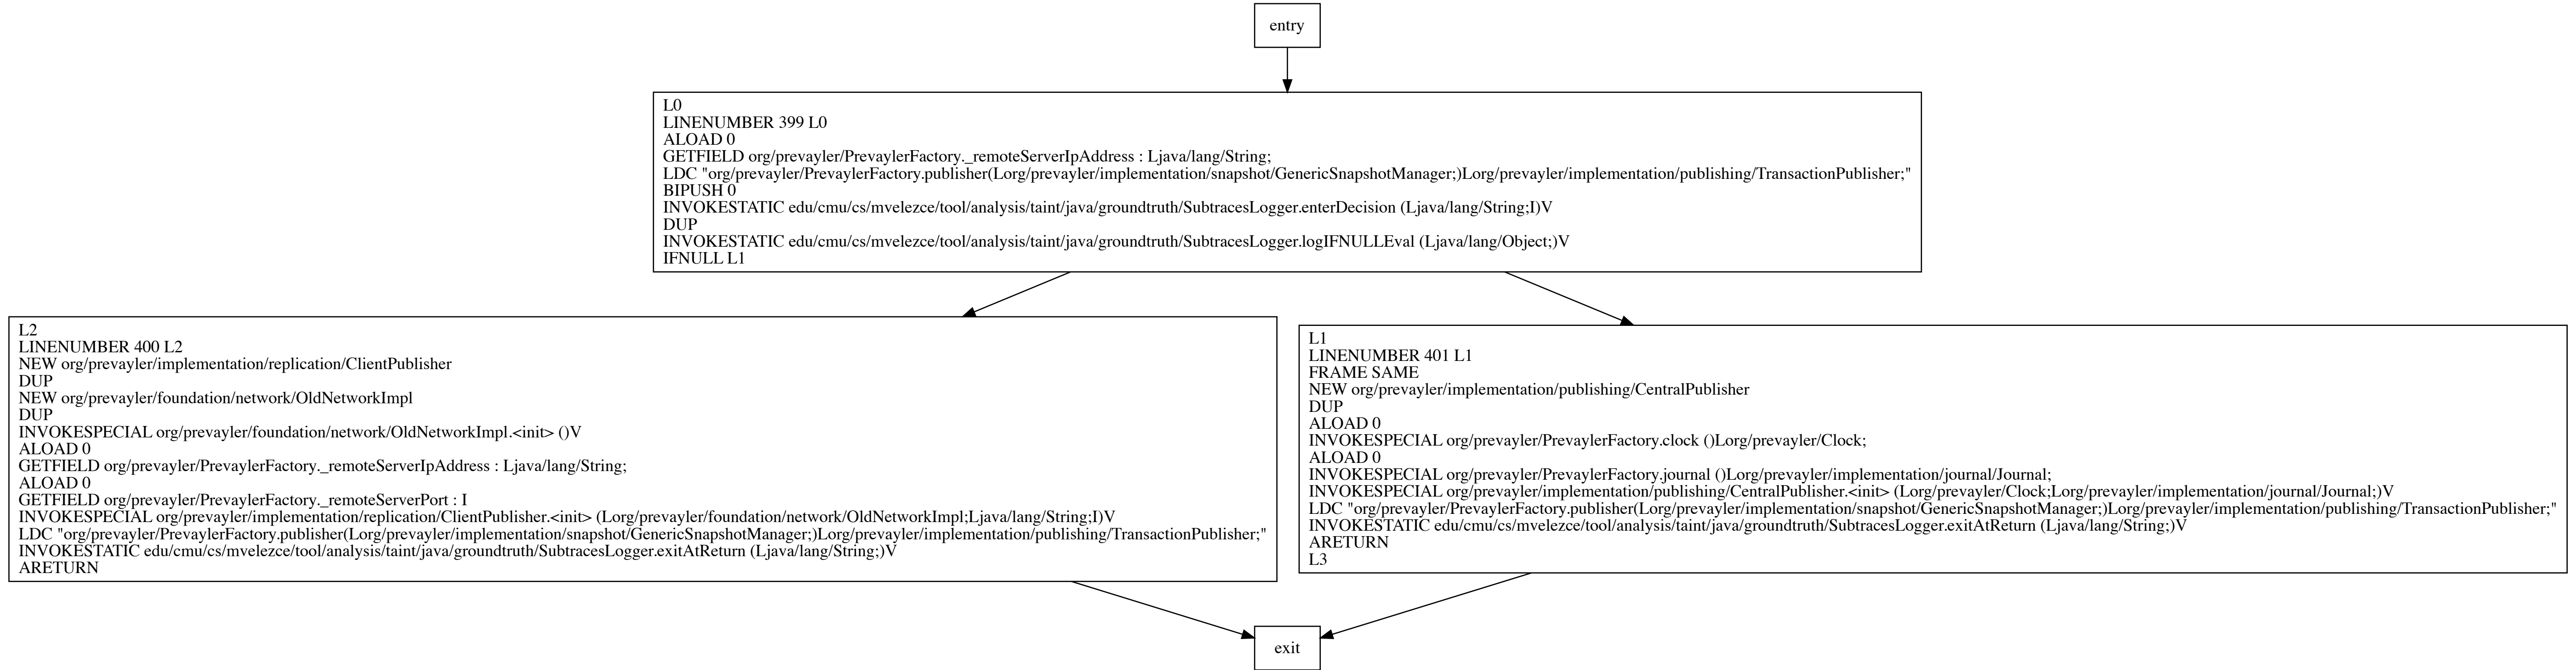 entry
L0
LINENUMBER 399 L0
ALOAD 0
GETFIELD org/prevayler/PrevaylerFactory._remoteServerIpAddress : Ljava/lang/String;
LDC "org/prevayler/PrevaylerFactory.publisher(Lorg/prevayler/implementation/snapshot/GenericSnapshotManager;)Lorg/prevayler/implementation/publishing/TransactionPublisher;"
BIPUSH 0
INVOKESTATIC edu/cmu/cs/mvelezce/tool/analysis/taint/java/groundtruth/SubtracesLogger.enterDecision (Ljava/lang/String;I)V
DUP
INVOKESTATIC edu/cmu/cs/mvelezce/tool/analysis/taint/java/groundtruth/SubtracesLogger.logIFNULLEval (Ljava/lang/Object;)V
IFNULL L1
L2
LINENUMBER 400 L2
NEW org/prevayler/implementation/replication/ClientPublisher
DUP
NEW org/prevayler/foundation/network/OldNetworkImpl
DUP
INVOKESPECIAL org/prevayler/foundation/network/OldNetworkImpl.<init> ()V
ALOAD 0
GETFIELD org/prevayler/PrevaylerFactory._remoteServerIpAddress : Ljava/lang/String;
ALOAD 0
GETFIELD org/prevayler/PrevaylerFactory._remoteServerPort : I
INVOKESPECIAL org/prevayler/implementation/replication/ClientPublisher.<init> (Lorg/prevayler/foundation/network/OldNetworkImpl;Ljava/lang/String;I)V
LDC "org/prevayler/PrevaylerFactory.publisher(Lorg/prevayler/implementation/snapshot/GenericSnapshotManager;)Lorg/prevayler/implementation/publishing/TransactionPublisher;"
INVOKESTATIC edu/cmu/cs/mvelezce/tool/analysis/taint/java/groundtruth/SubtracesLogger.exitAtReturn (Ljava/lang/String;)V
ARETURN
L1
LINENUMBER 401 L1
FRAME SAME
NEW org/prevayler/implementation/publishing/CentralPublisher
DUP
ALOAD 0
INVOKESPECIAL org/prevayler/PrevaylerFactory.clock ()Lorg/prevayler/Clock;
ALOAD 0
INVOKESPECIAL org/prevayler/PrevaylerFactory.journal ()Lorg/prevayler/implementation/journal/Journal;
INVOKESPECIAL org/prevayler/implementation/publishing/CentralPublisher.<init> (Lorg/prevayler/Clock;Lorg/prevayler/implementation/journal/Journal;)V
LDC "org/prevayler/PrevaylerFactory.publisher(Lorg/prevayler/implementation/snapshot/GenericSnapshotManager;)Lorg/prevayler/implementation/publishing/TransactionPublisher;"
INVOKESTATIC edu/cmu/cs/mvelezce/tool/analysis/taint/java/groundtruth/SubtracesLogger.exitAtReturn (Ljava/lang/String;)V
ARETURN
L3
exit